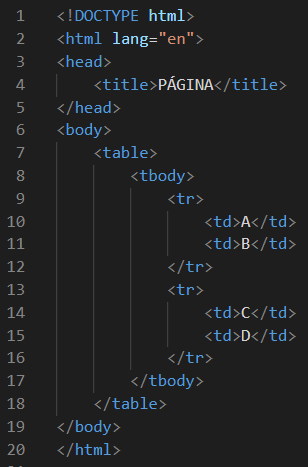 1 <!DOCTYPE html>
2 <html lang="en">
3 <head>
4 <title>PÁGINA</title>
5 </head>
6 <body>
7 <table>
8 <tbody>
9 <tr>
10 <td>A</td>
11 <td>B</td>
12 </tr>
13 <tr>
14 <td>C</td>
15 <td>D</td>
16 </tr>
17 </tbody>
18 </table>
19 </body>
20 </html>